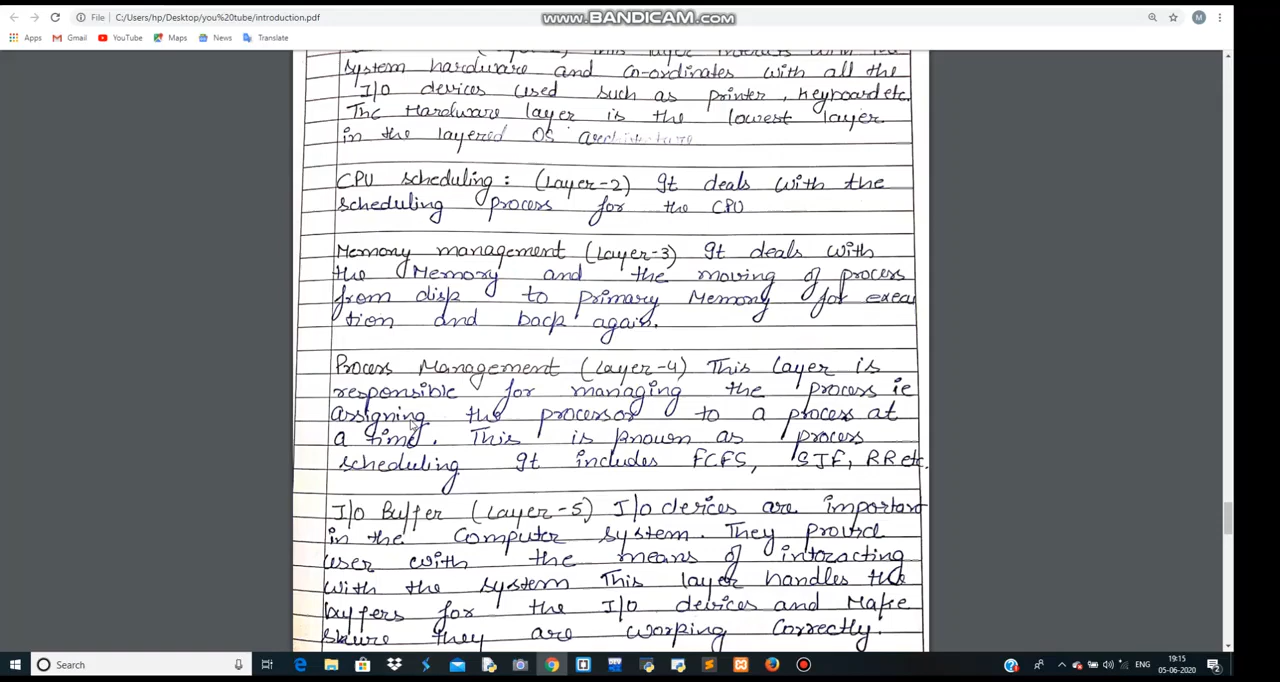 File | C:/Users/hp/Desktop/you%20tube/introduction.pdf
www.BANDICAM.com
M
Apps Gmail YouTube Maps News Translate
system hardware and co-ordinates with all the
I/O devices used such as printer, keyboard etc.
The Hardware layer is the lowest layer
in the layered OS architecture
CPU scheduling : (Layer-2) It deals with the
scheduling process for the CPU
Memory management (Layer-3) It deals with
the Memory and the moving of process
from disk to primary Memory for execu
tion and back again.
Process Management (Layer-4) This layer is
responsible for managing the process ie
assigning the processor to a process at
a time. This is known as process
scheduling It includes FCFS, SJF, RR etc.
I/O Buffer (Layer-5) I/O devices are important
in the Computer system. They provid
user with the means of interacting
with the system This layer handles the
buffers for the I/O devices and Make
skure they are working Correctly.
Search
ENG
19:15
05-06-2020
2